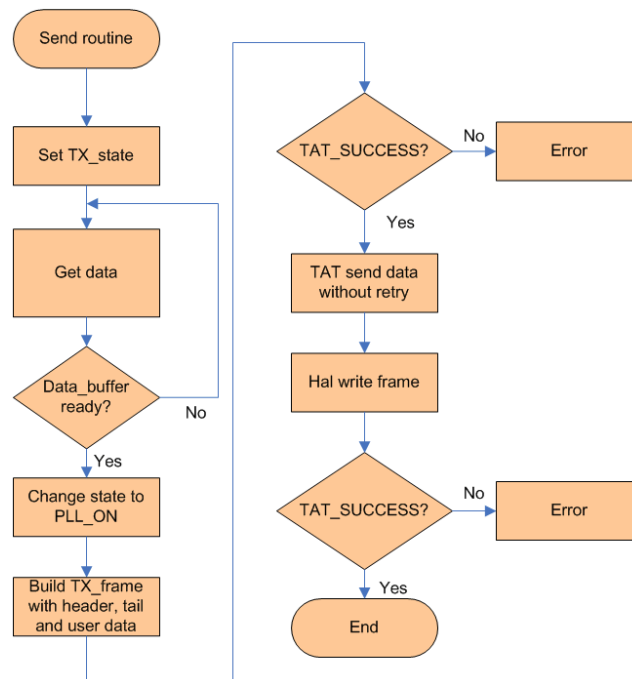 Send routine
Set TX_state
Get data
Data_buffer
ready?
No
Yes
Change state to
PLL_ON
Build TX_frame
with header, tail
and user data
TAT_SUCCESS?
No
Error
Yes
TAT send data
without retry
Hal write frame
TAT_SUCCESS?
No
Error
Yes
End